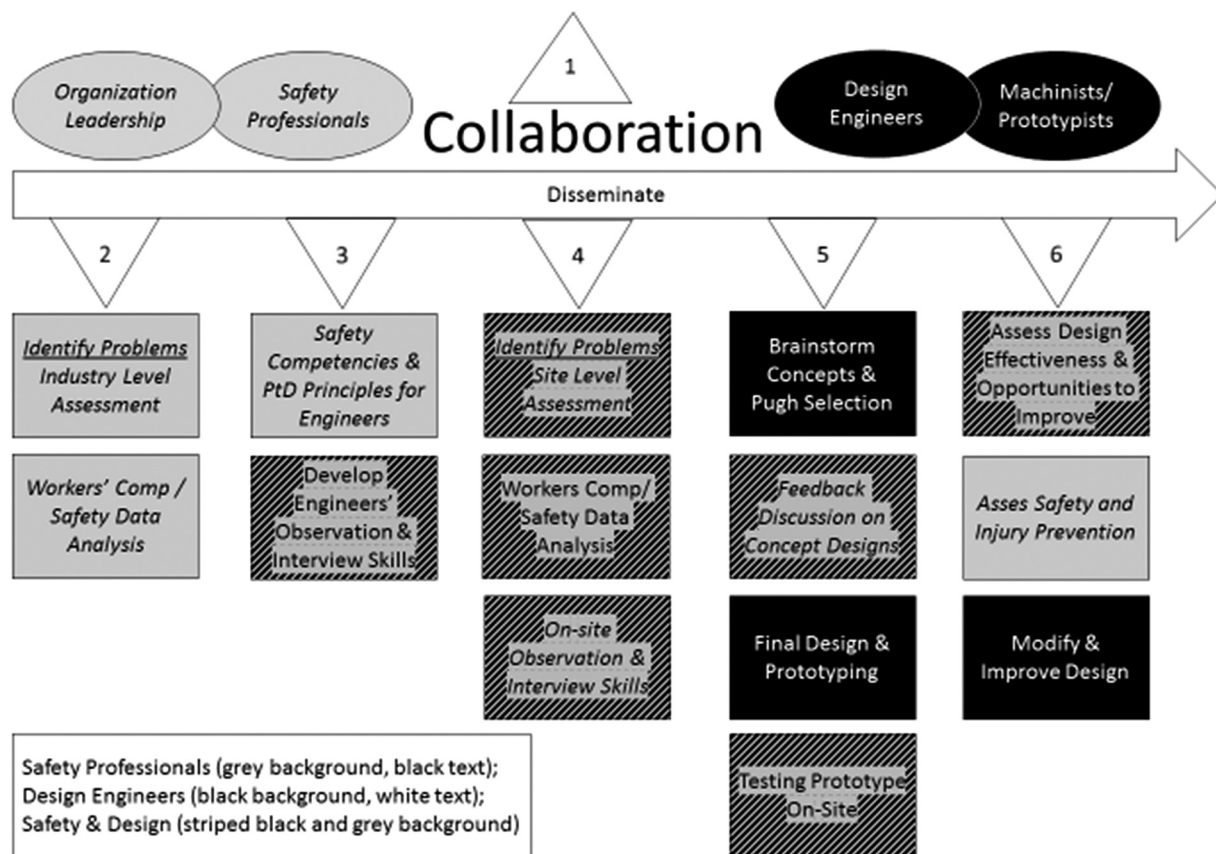 1
Organization
Leadership
Safety
Professionals
Collaboration
Design
Engineers
Machinists/
Prototypists
Disseminate
2
3
4
5
6
Identify Problems
Industry Level
Assessment
Workers' Comp /
Safety Data
Analysis
Safety
Competencies &
PtD Principles for
Engineers
Develop
Engineers'
Observation &
Interview Skills
Identify Problems
Site Level
Assessment
Workers Comp/
Safety Data
Analysis
On-site
Observation &
Interview Skills
Brainstorm
Concepts &
Pugh Selection
Feedback
Discussion on
Concept Designs
Final Design &
Prototyping
Testing Prototype
On-Site
Assess Design
Effectiveness &
Opportunities to
Improve
Asses Safety and
Injury Prevention
Modify &
Improve Design
Safety Professionals (grey background, black text);
Design Engineers (black background, white text);
Safety & Design (striped black and grey background)